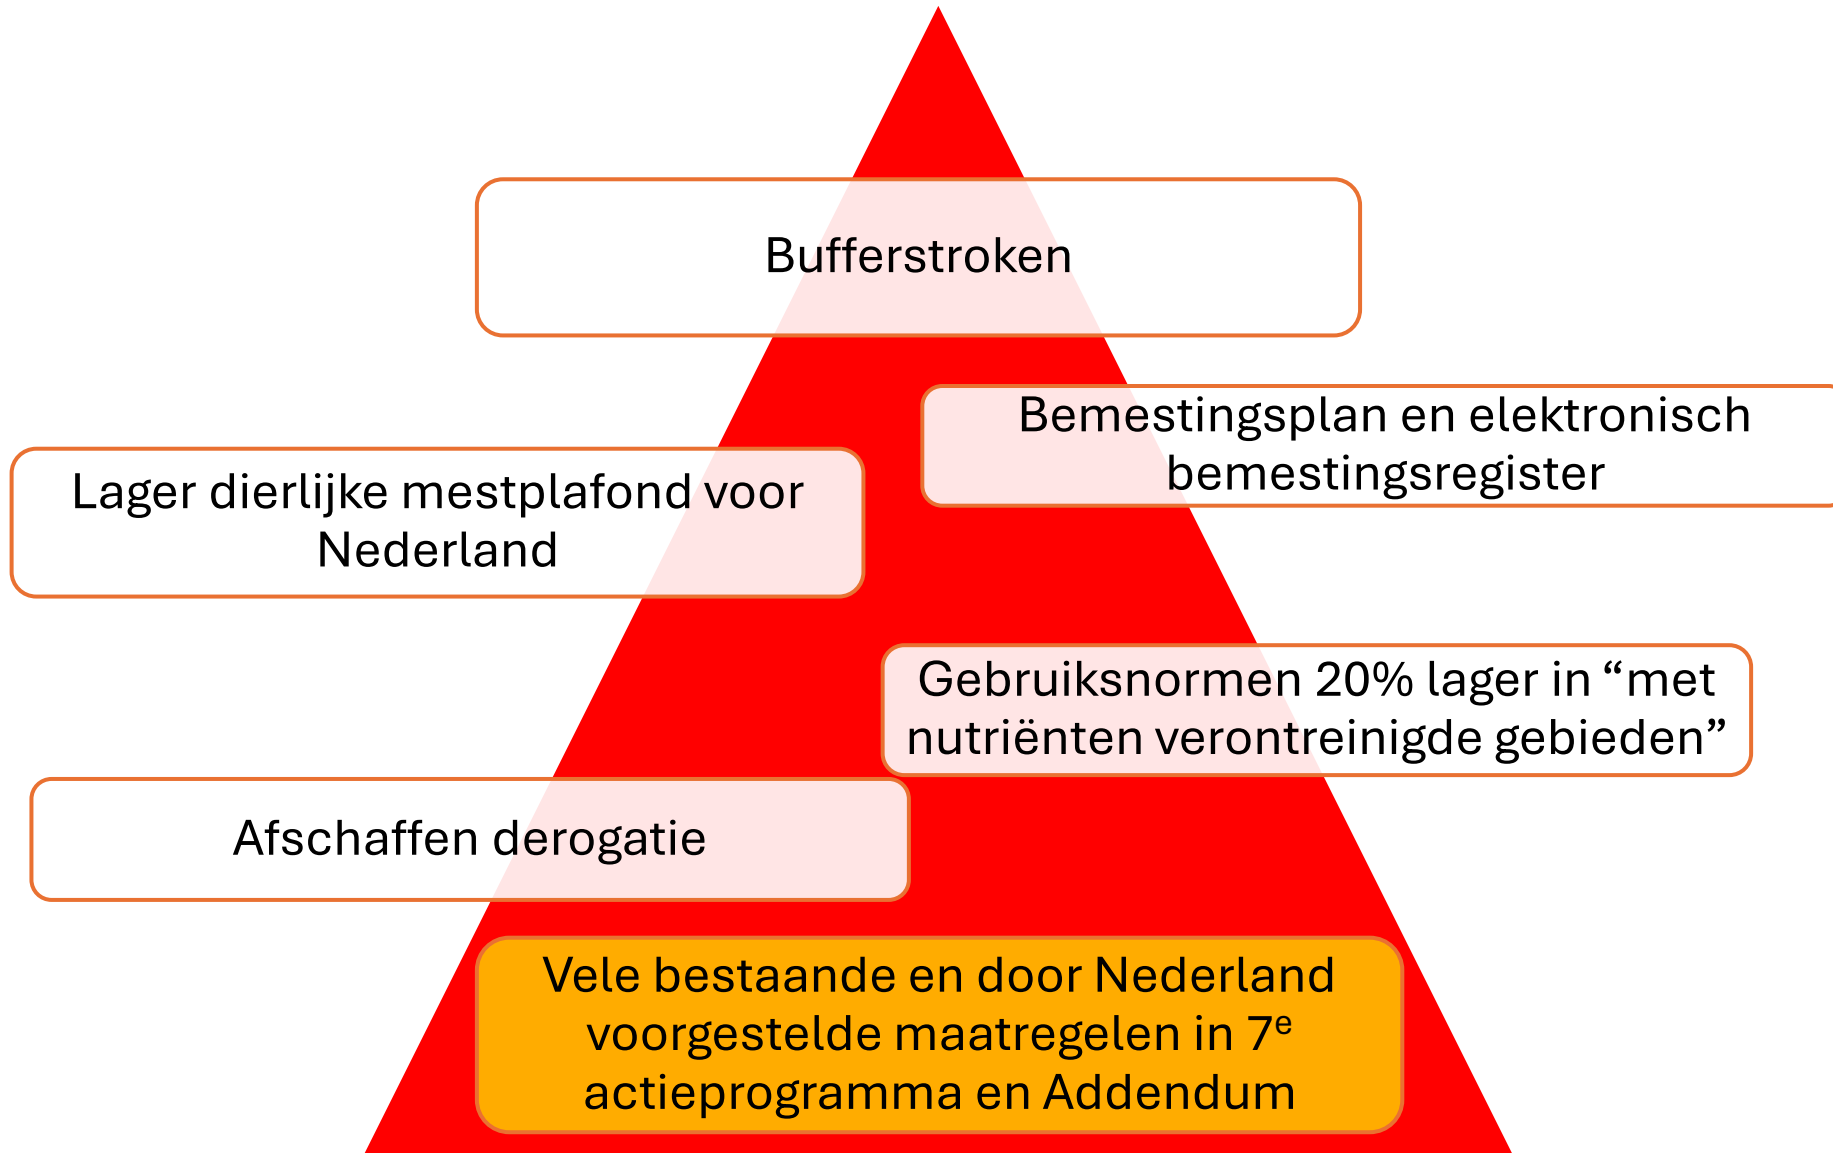 Bufferstroken
Bemestingsplan en elektronisch
bemestingsregister
Lager dierlijke mestplafond voor
Nederland
Gebruiksnormen 20% lager in “met
nutriënten verontreinigde gebieden”
Afschaffen derogatie
Vele bestaande en door Nederland
voorgestelde maatregelen in 7ᵉ
actieprogramma en Addendum